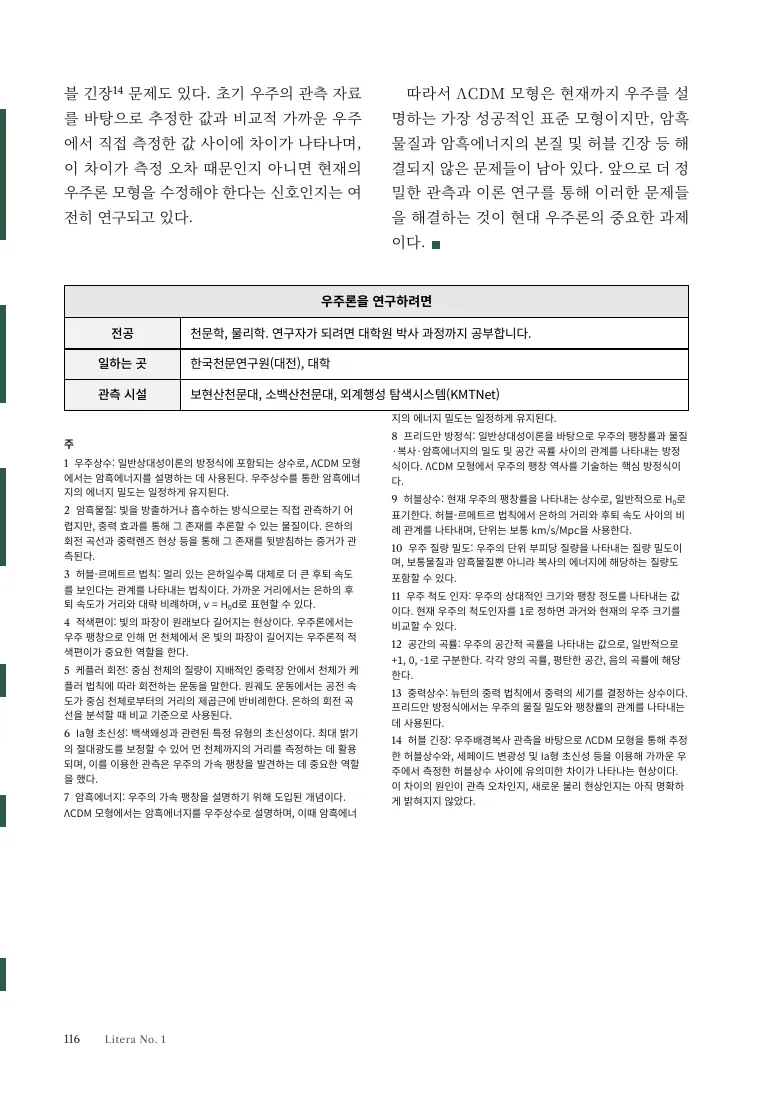 블 긴장14 문제도 있다. 초기 우주의 관측 자료
를 바탕으로 추정한 값과 비교적 가까운 우주
에서 직접 측정한 값 사이에 차이가 나타나며,
이 차이가 측정 오차 때문인지 아니면 현재의
우주론 모형을 수정해야 한다는 신호인지는 여
전히 연구되고 있다.
따라서 ΛCDM 모형은 현재까지 우주를 설
명하는 가장 성공적인 표준 모형이지만, 암흑
물질과 암흑에너지의 본질 및 허블 긴장 등 해
결되지 않은 문제들이 남아 있다. 앞으로 더 정
밀한 관측과 이론 연구를 통해 이러한 문제들
을 해결하는 것이 현대 우주론의 중요한 과제
이다. ■
우주론을 연구하려면
전공 천문학, 물리학. 연구자가 되려면 대학원 박사 과정까지 공부합니다.
일하는 곳 한국천문연구원(대전), 대학
관측 시설 보현산천문대, 소백산천문대, 외계행성 탐색시스템(KMTNet)
주
1 우주상수: 일반상대성이론의 방정식에 포함되는 상수로, ΛCDM 모형
에서는 암흑에너지를 설명하는 데 사용된다. 우주상수를 통한 암흑에너
지의 에너지 밀도는 일정하게 유지된다.
2 암흑물질: 빛을 방출하거나 흡수하는 방식으로는 직접 관측하기 어
렵지만, 중력 효과를 통해 그 존재를 추론할 수 있는 물질이다. 은하의
회전 곡선과 중력렌즈 현상 등을 통해 그 존재를 뒷받침하는 증거가 관
측된다.
3 허블-르메트르 법칙: 멀리 있는 은하일수록 대체로 더 큰 후퇴 속도
를 보인다는 관계를 나타내는 법칙이다. 가까운 거리에서는 은하의 후
퇴 속도가 거리와 대략 비례하며, v = H₀d로 표현할 수 있다.
4 적색편이: 빛의 파장이 원래보다 길어지는 현상이다. 우주론에서는
우주 팽창으로 인해 먼 천체에서 온 빛의 파장이 길어지는 우주론적 적
색편이가 중요한 역할을 한다.
5 케플러 회전: 중심 천체의 질량이 지배적인 중력장 안에서 천체가 케
플러 법칙에 따라 회전하는 운동을 말한다. 원궤도 운동에서는 공전 속
도가 중심 천체로부터의 거리의 제곱근에 반비례한다. 은하의 회전 곡
선을 분석할 때 비교 기준으로 사용된다.
6 Ia형 초신성: 백색왜성과 관련된 특정 유형의 초신성이다. 최대 밝기
의 절대광도를 보정할 수 있어 먼 천체까지의 거리를 측정하는 데 활용
되며, 이를 이용한 관측은 우주의 가속 팽창을 발견하는 데 중요한 역할
을 했다.
7 암흑에너지: 우주의 가속 팽창을 설명하기 위해 도입된 개념이다.
ΛCDM 모형에서는 암흑에너지를 우주상수로 설명하며, 이때 암흑에너
지의 에너지 밀도는 일정하게 유지된다.
8 프리드만 방정식: 일반상대성이론을 바탕으로 우주의 팽창률과 물질
·복사·암흑에너지의 밀도 및 공간 곡률 사이의 관계를 나타내는 방정
식이다. ΛCDM 모형에서 우주의 팽창 역사를 기술하는 핵심 방정식이
다.
9 허블상수: 현재 우주의 팽창률을 나타내는 상수로, 일반적으로 H₀로
표기한다. 허블-르메트르 법칙에서 은하의 거리와 후퇴 속도 사이의 비
례 관계를 나타내며, 단위는 보통 km/s/Mpc을 사용한다.
10 우주 질량 밀도: 우주의 단위 부피당 질량을 나타내는 질량 밀도이
며, 보통물질과 암흑물질뿐 아니라 복사의 에너지에 해당하는 질량도
포함할 수 있다.
11 우주 척도 인자: 우주의 상대적인 크기와 팽창 정도를 나타내는 값
이다. 현재 우주의 척도인자를 1로 정하면 과거와 현재의 우주 크기를
비교할 수 있다.
12 공간의 곡률: 우주의 공간적 곡률을 나타내는 값으로, 일반적으로
+1, 0, -1로 구분한다. 각각 양의 곡률, 평탄한 공간, 음의 곡률에 해당
한다.
13 중력상수: 뉴턴의 중력 법칙에서 중력의 세기를 결정하는 상수이다.
프리드만 방정식에서는 우주의 물질 밀도와 팽창률의 관계를 나타내는
데 사용된다.
14 허블 긴장: 우주배경복사 관측을 바탕으로 ΛCDM 모형을 통해 추정
한 허블상수와, 세페이드 변광성 및 Ia형 초신성 등을 이용해 가까운 우
주에서 측정한 허블상수 사이에 유의미한 차이가 나타나는 현상이다.
이 차이의 원인이 관측 오차인지, 새로운 물리 현상인지는 아직 명확하
게 밝혀지지 않았다.
116 Litera No. 1